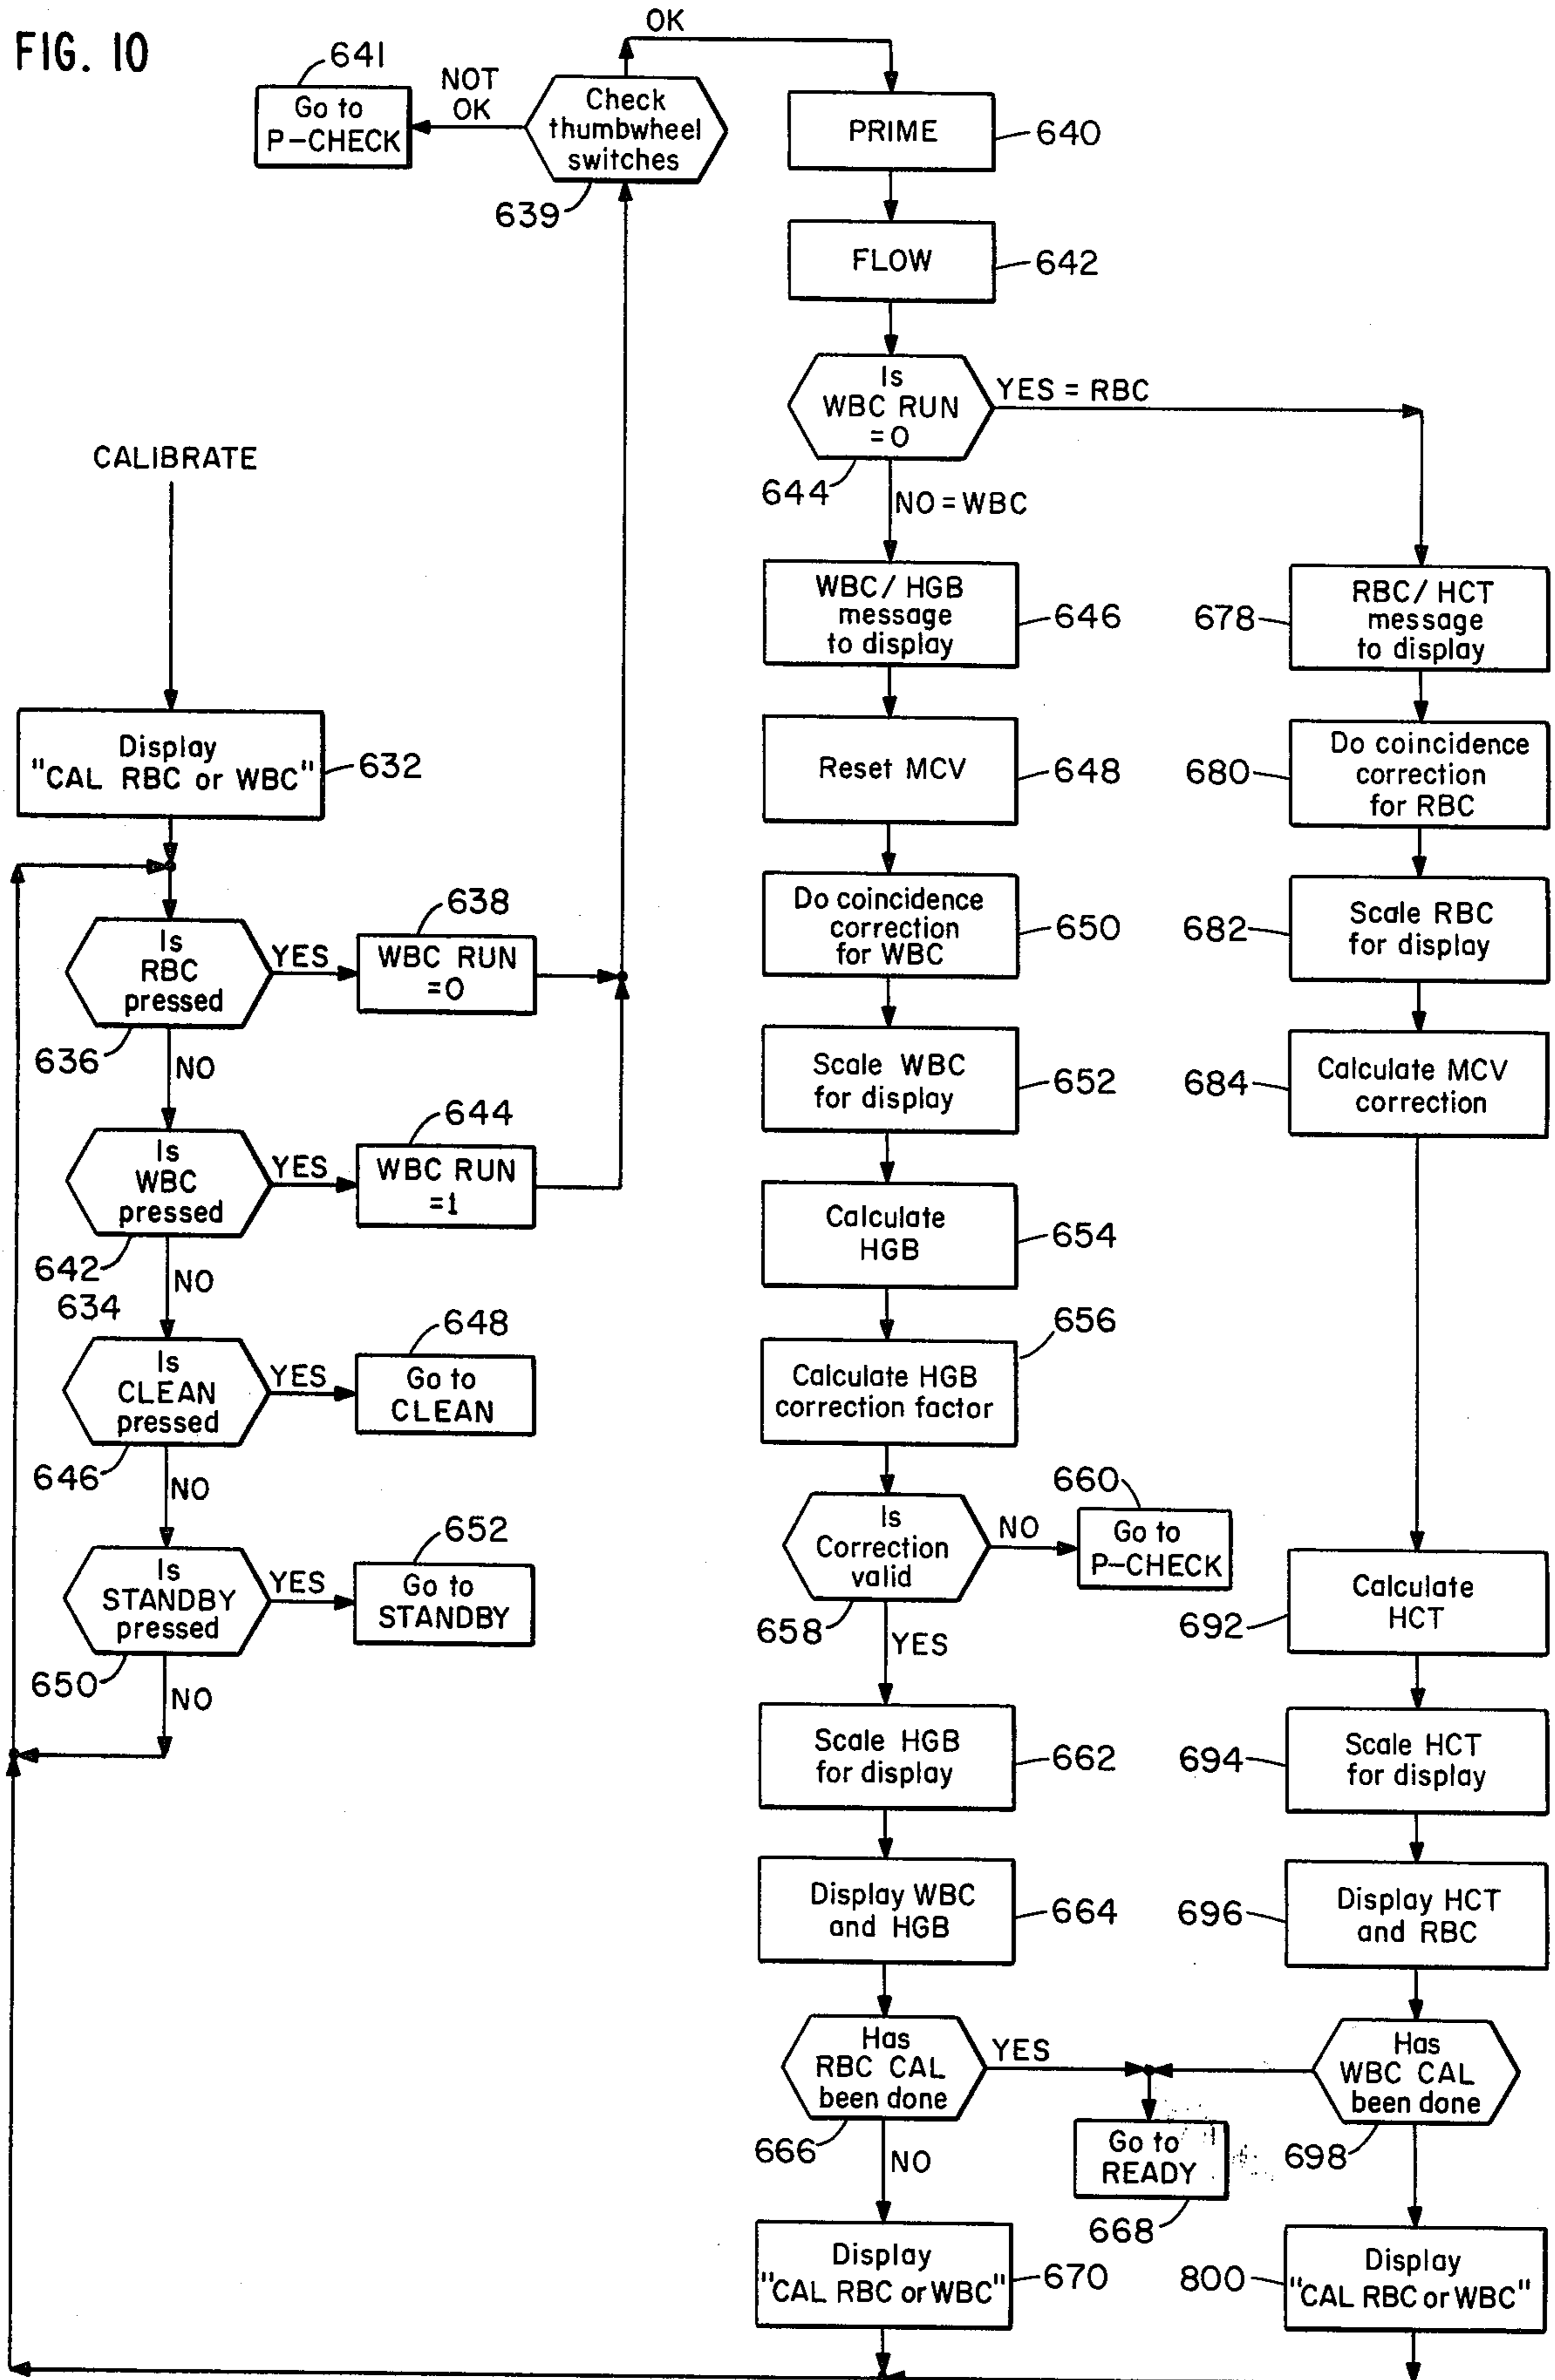 FIG. 10
OK
641
NOT
OK
Go to
P-CHECK
Check
thumbwheel
switches
639
PRIME
640
FLOW
642
Is
WBC RUN
=0
YES = RBC
644
NO = WBC
CALIBRATE
Display
"CAL RBC or WBC"
632
Is
RBC
pressed
YES
638
WBC RUN
=0
636
NO
Is
WBC
pressed
YES
644
WBC RUN
=1
642
NO
634
Is
CLEAN
pressed
YES
648
Go to
CLEAN
646
NO
Is
STANDBY
pressed
YES
652
Go to
STANDBY
650
NO
WBC/ HGB
message
to display
646
Reset MCV
648
Do coincidence
correction
for WBC
650
Scale WBC
for display
652
Calculate
HGB
654
Calculate HGB
correction factor
656
Is
Correction
valid
NO
660
Go to
P-CHECK
658
YES
Scale HGB
for display
662
Display WBC
and HGB
664
Has
RBC CAL
been done
YES
666
NO
Go to
READY
668
Display
"CAL RBC or WBC"
670
RBC/ HCT
message
to display
678
Do coincidence
correction
for RBC
680
Scale RBC
for display
682
Calculate MCV
correction
684
Calculate
HCT
692
Scale HCT
for display
694
Display HCT
and RBC
696
Has
WBC CAL
been done
698
Display
"CAL RBC or WBC"
800